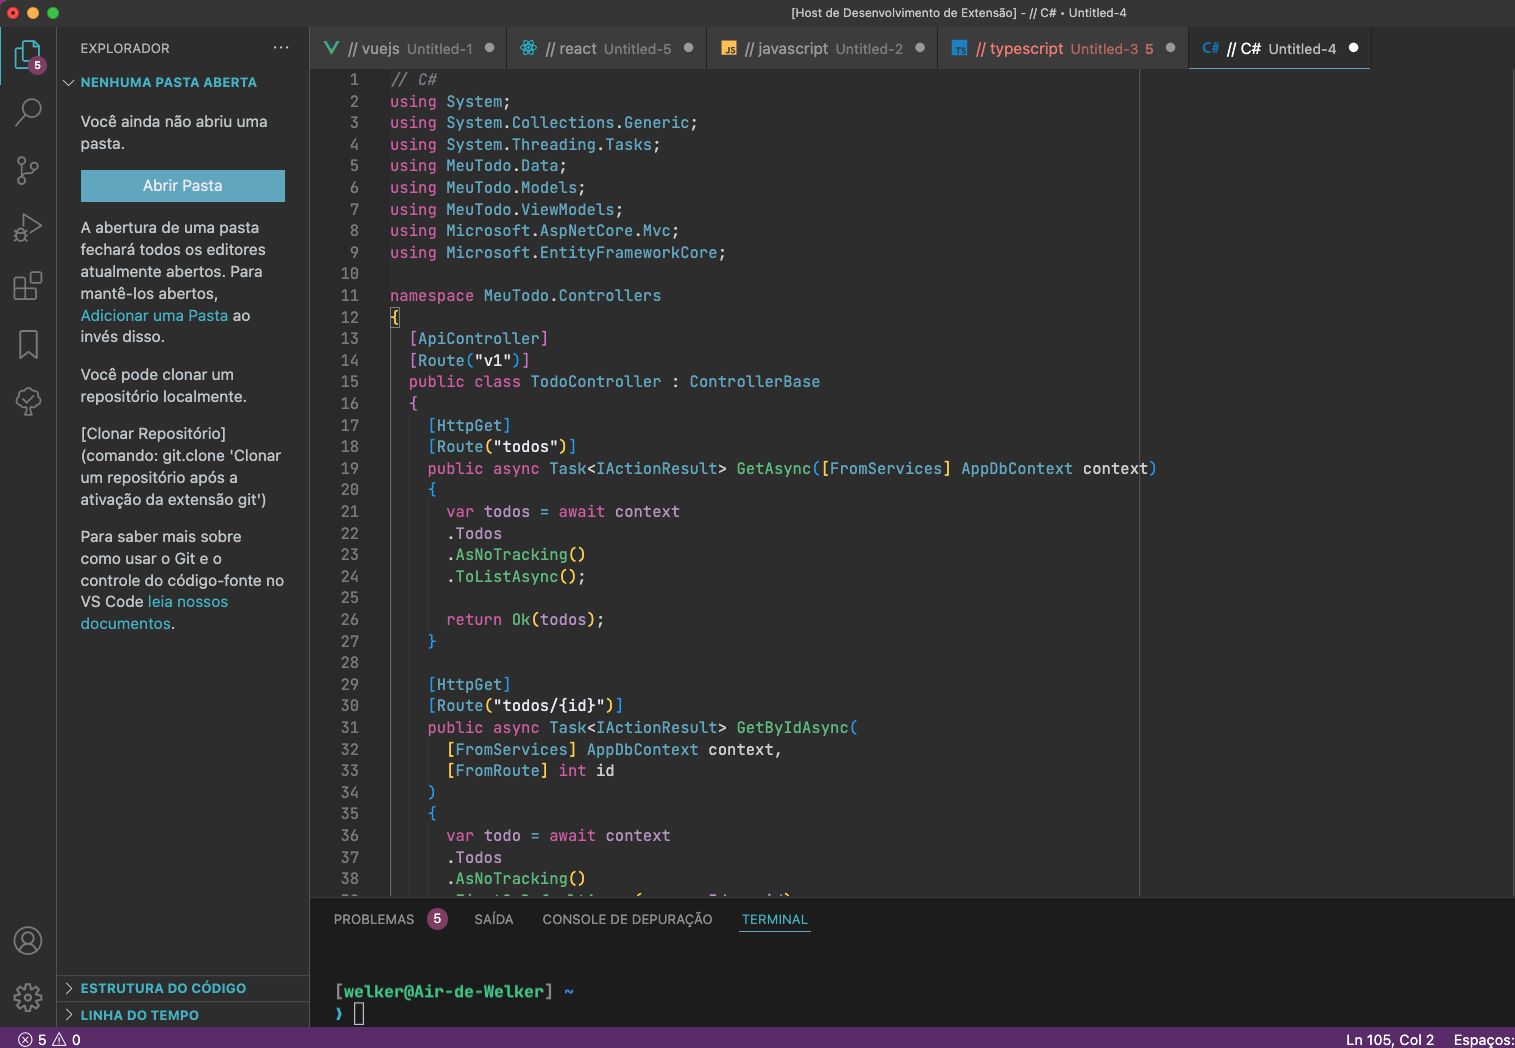 [Host de Desenvolvimento de Extensão] - // C# • Untitled-4
5
EXPLORADOR
NENHUMA PASTA ABERTA
Você ainda não abriu uma
pasta.
Abrir Pasta
A abertura de uma pasta
fechará todos os editores
atualmente abertos. Para
mantê-los abertos,
Adicionar uma Pasta ao
invés disso.
Você pode clonar um
repositório localmente.
[Clonar Repositório]
(comando: git.clone 'Clonar
um repositório após a
ativação da extensão git')
Para saber mais sobre
como usar o Git e o
controle do código-fonte no
VS Code leia nossos
documentos.
ESTRUTURA DO CÓDIGO
LINHA DO TEMPO
// vuejs Untitled-1
// react Untitled-5
JS // javascript Untitled-2
TS // typescript Untitled-3 5
C# // C# Untitled-4
1 // C#
2 using System;
3 using System.Collections.Generic;
4 using System.Threading.Tasks;
5 using MeuTodo.Data;
6 using MeuTodo.Models;
7 using MeuTodo.ViewModels;
8 using Microsoft.AspNetCore.Mvc;
9 using Microsoft.EntityFrameworkCore;
10
11 namespace MeuTodo.Controllers
12 {
13 [ApiController]
14 [Route("v1")]
15 public class TodoController : ControllerBase
16 {
17 [HttpGet]
18 [Route("todos")]
19 public async Task<IActionResult> GetAsync([FromServices] AppDbContext context)
20 {
21 var todos = await context
22 .Todos
23 .AsNoTracking()
24 .ToListAsync();
25
26 return Ok(todos);
27 }
28
29 [HttpGet]
30 [Route("todos/{id}")]
31 public async Task<IActionResult> GetByIdAsync(
32 [FromServices] AppDbContext context,
33 [FromRoute] int id
34 )
35 {
36 var todo = await context
37 .Todos
38 .AsNoTracking()
PROBLEMAS 5 SAÍDA CONSOLE DE DEPURAÇÃO TERMINAL
[welker@Air-de-Welker] ~
❯
5 0
Ln 105, Col 2 Espaços: